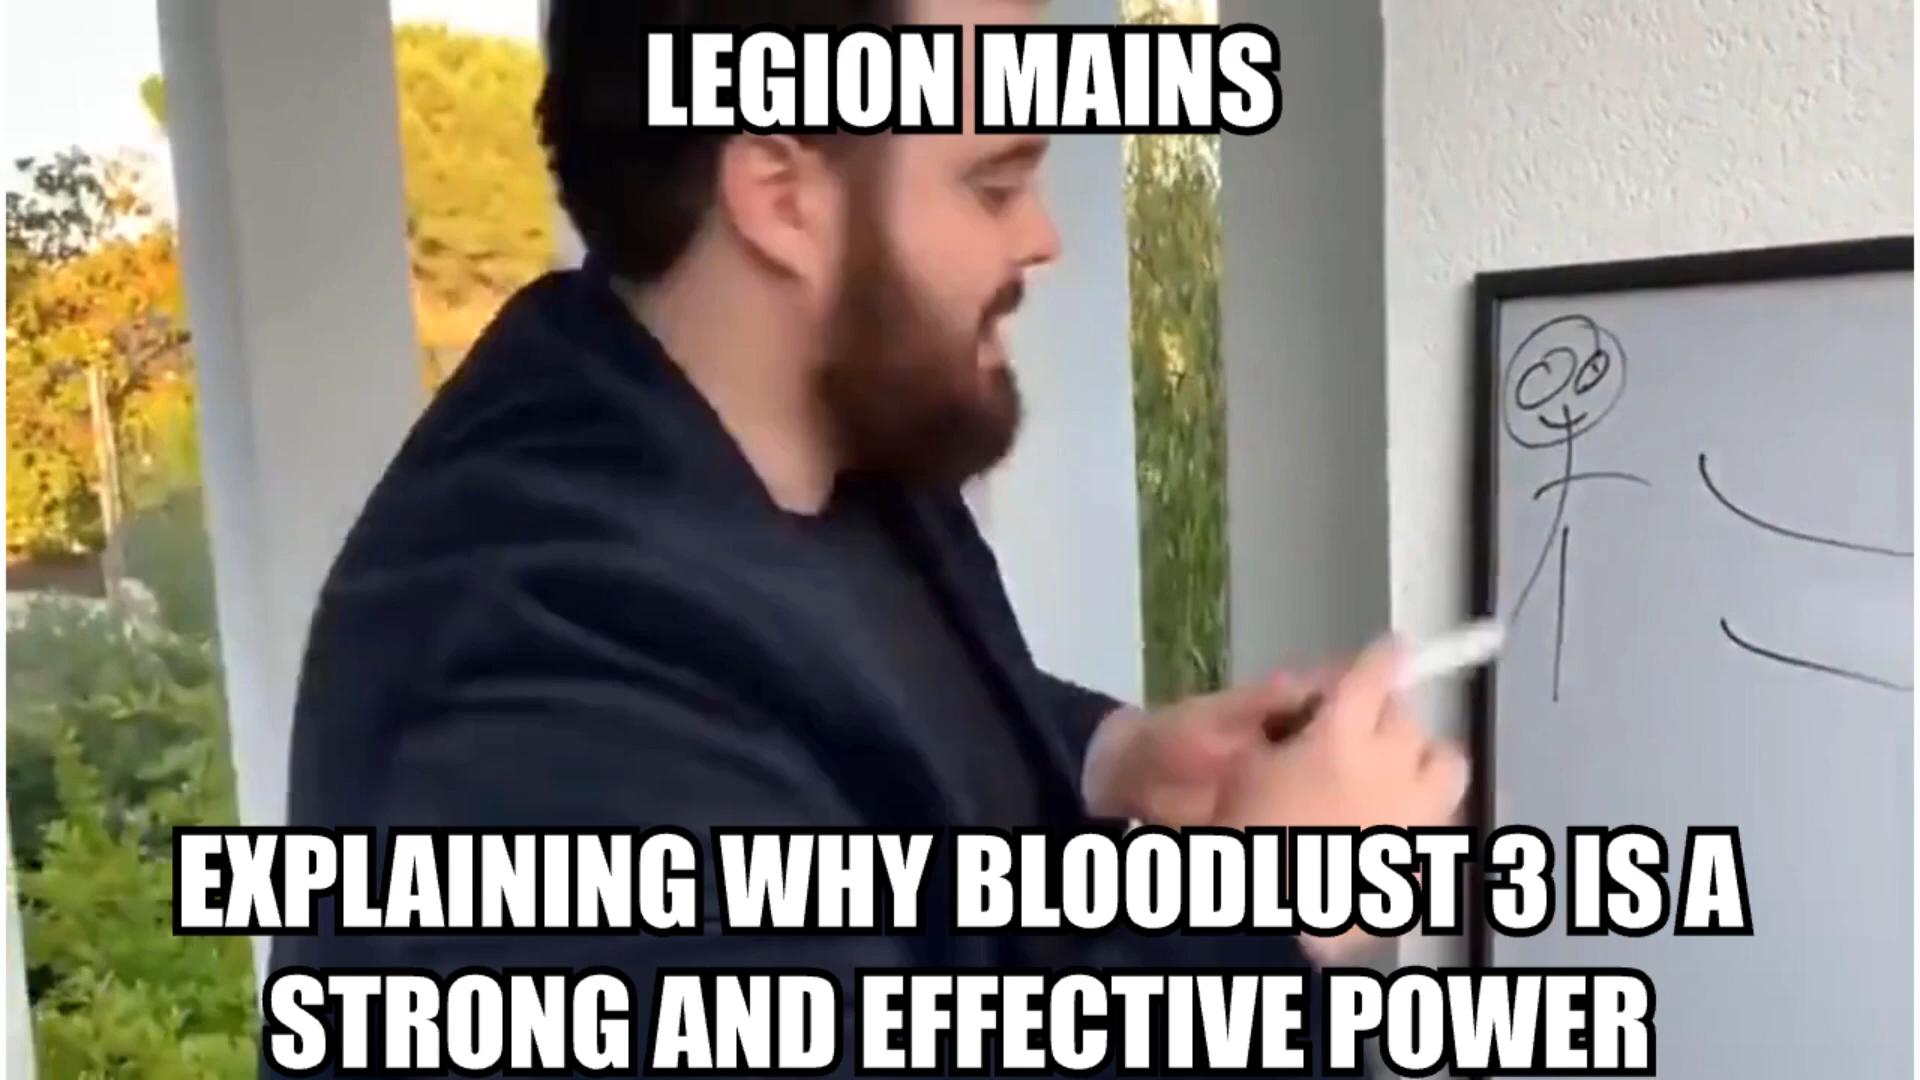 LEGION MAINS
EXPLAINING WHY BLOODLUST 3 IS A
STRONG AND EFFECTIVE POWER